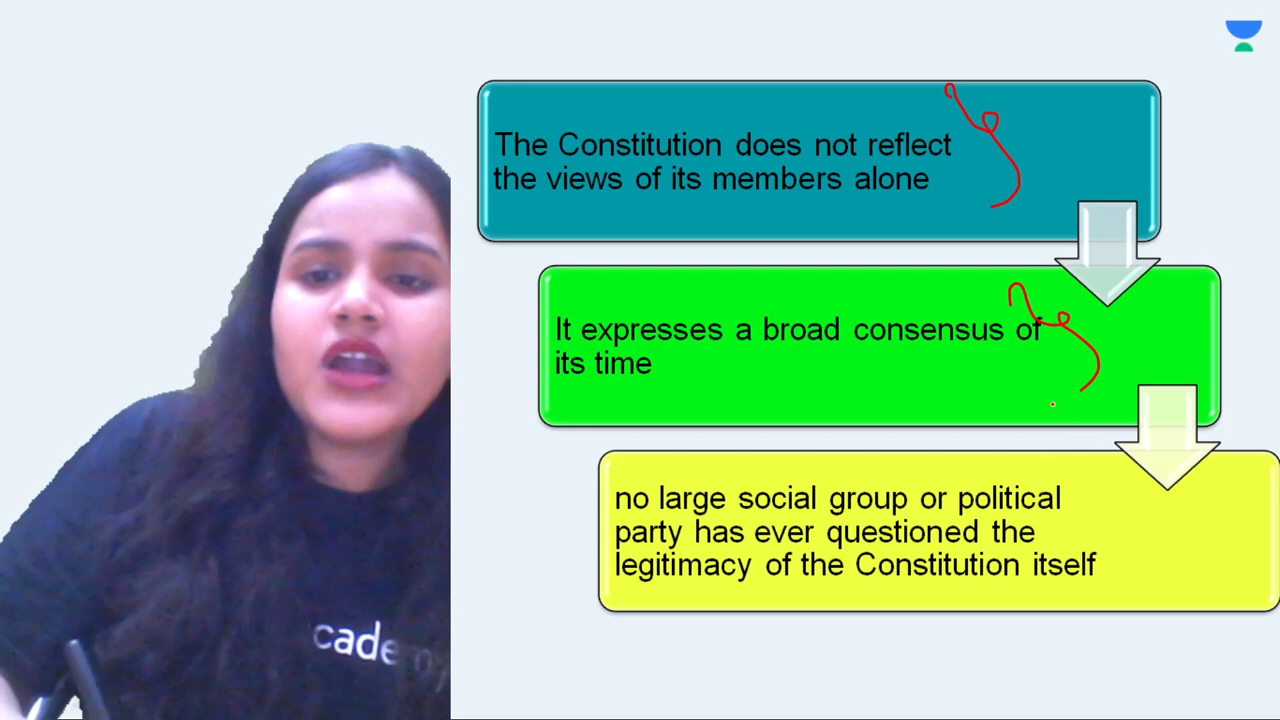 The Constitution does not reflect
the views of its members alone
It expresses a broad consensus of
its time
no large social group or political
party has ever questioned the
legitimacy of the Constitution itself
cade